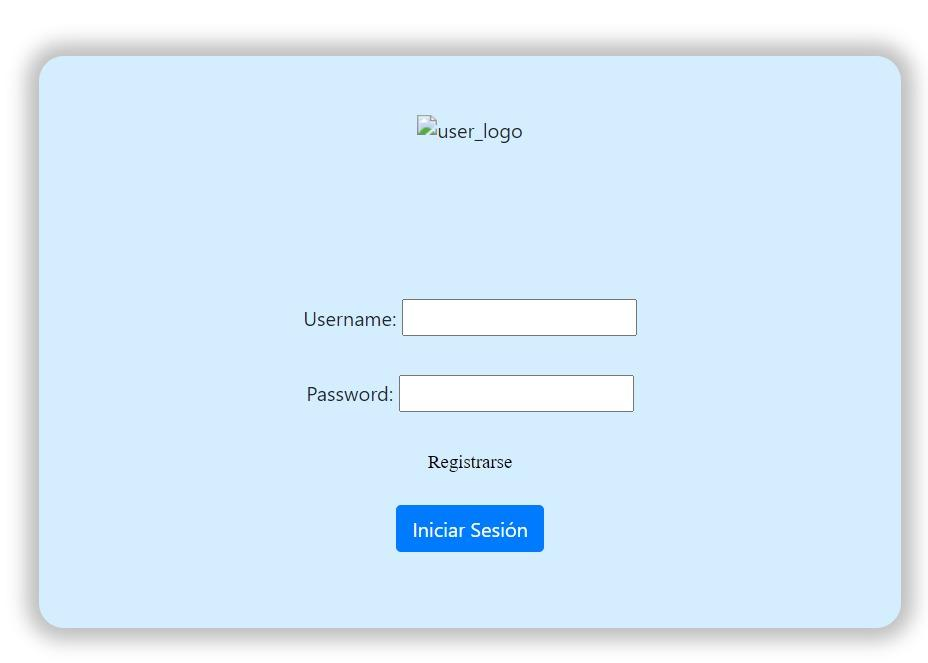 user_logo
Username:
Password:
Registrarse
Iniciar Sesión